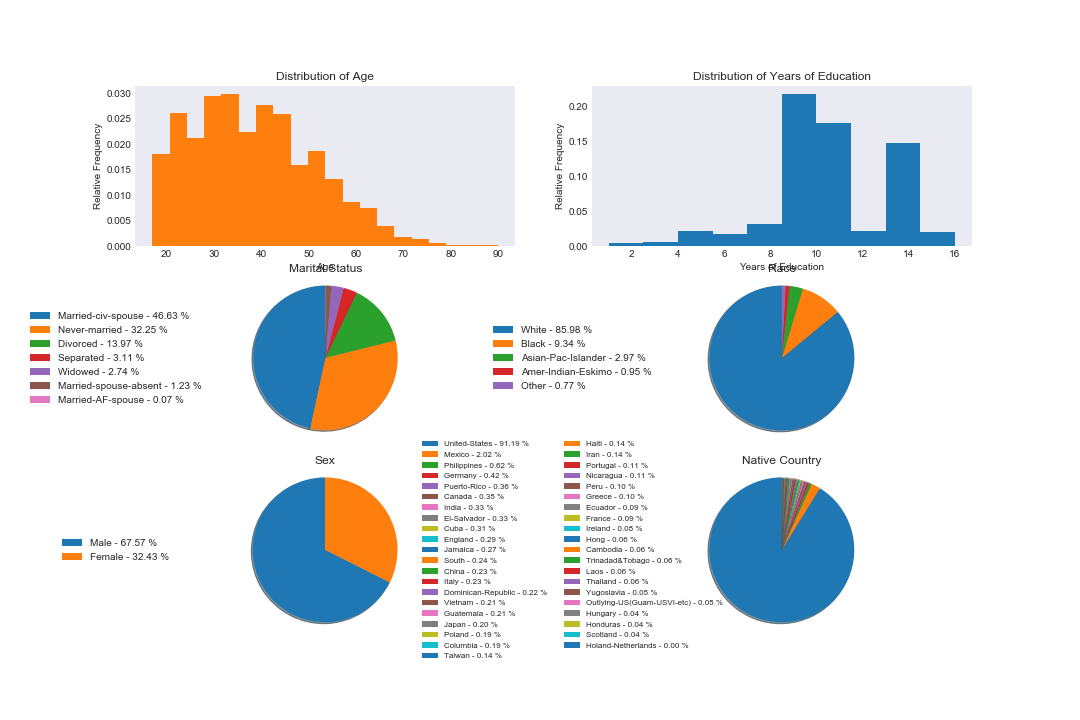 Distribution of Age
Relative Frequency
0.030
0.025
0.020
0.015
0.010
0.005
0.000
20 30 40 50 60 70 80 90
Age
Distribution of Years of Education
Relative Frequency
0.20
0.15
0.10
0.05
0.00
2 4 6 8 10 12 14 16
Years of Education
Marital Status
Married-civ-spouse - 46.63 %
Never-married - 32.25 %
Divorced - 13.97 %
Separated - 3.11 %
Widowed - 2.74 %
Married-spouse-absent - 1.23 %
Married-AF-spouse - 0.07 %
Race
White - 85.98 %
Black - 9.34 %
Asian-Pac-Islander - 2.97 %
Amer-Indian-Eskimo - 0.95 %
Other - 0.77 %
Sex
Male - 67.57 %
Female - 32.43 %
Native Country
United-States - 91.19 %
Mexico - 2.02 %
Philippines - 0.62 %
Germany - 0.42 %
Puerto-Rico - 0.36 %
Canada - 0.35 %
India - 0.33 %
El-Salvador - 0.33 %
Cuba - 0.31 %
England - 0.29 %
Jamaica - 0.27 %
South - 0.24 %
China - 0.23 %
Italy - 0.23 %
Dominican-Republic - 0.22 %
Vietnam - 0.21 %
Guatemala - 0.21 %
Japan - 0.20 %
Poland - 0.19 %
Columbia - 0.19 %
Taiwan - 0.14 %
Haiti - 0.14 %
Iran - 0.14 %
Portugal - 0.11 %
Nicaragua - 0.11 %
Peru - 0.10 %
Greece - 0.10 %
Ecuador - 0.09 %
France - 0.09 %
Ireland - 0.08 %
Hong - 0.06 %
Cambodia - 0.06 %
Trinadad&Tobago - 0.06 %
Laos - 0.06 %
Thailand - 0.06 %
Yugoslavia - 0.05 %
Outlying-US(Guam-USVI-etc) - 0.05 %
Hungary - 0.04 %
Honduras - 0.04 %
Scotland - 0.04 %
Holand-Netherlands - 0.00 %